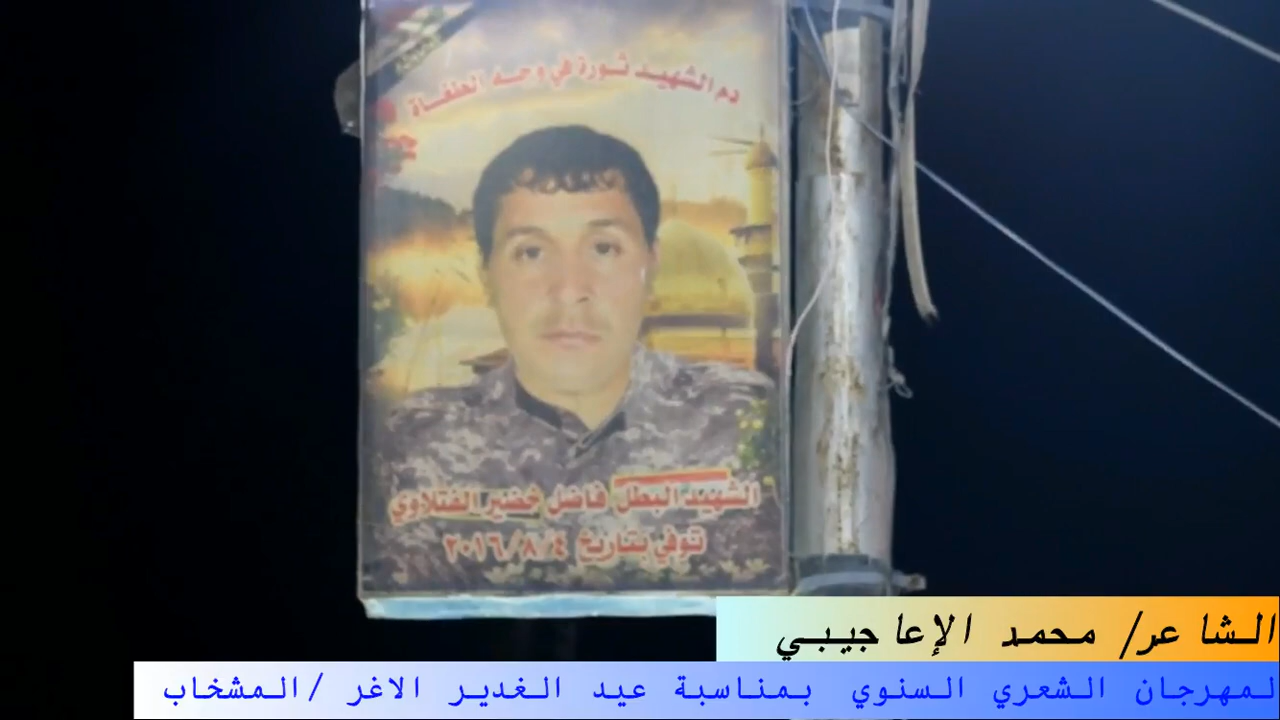 دم الشهيد ثورة في وجه الطغاة
الشهيد البطل فاضل خضير الفتلاوي
توفي بتاريخ ٢٠١٦/٨/٤
الشاعر/ محمد الإعاجيبي
لمهرجان الشعري السنوي بمناسبة عيد الغدير الاغر /المشخاب